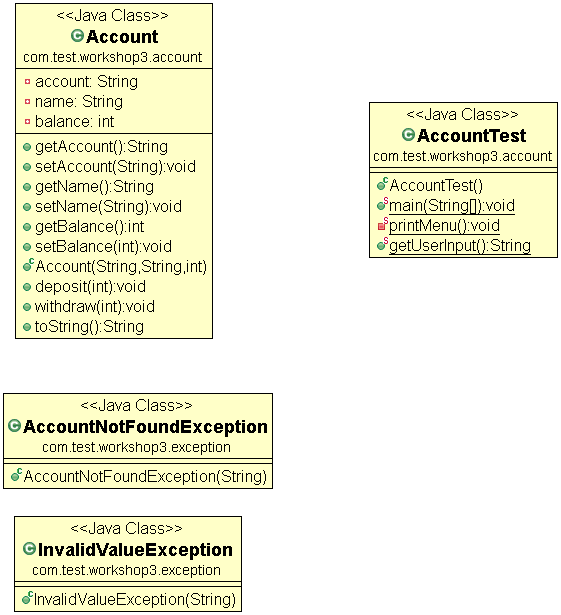 <<Java Class>>
Account
com.test.workshop3.account
account: String
name: String
balance: int
getAccount():String
setAccount(String):void
getName():String
setName(String):void
getBalance():int
setBalance(int):void
Account(String,String,int)
deposit(int):void
withdraw(int):void
toString():String
<<Java Class>>
AccountTest
com.test.workshop3.account
AccountTest()
main(String[]):void
printMenu():void
getUserInput():String
<<Java Class>>
AccountNotFoundException
com.test.workshop3.exception
AccountNotFoundException(String)
<<Java Class>>
InvalidValueException
com.test.workshop3.exception
InvalidValueException(String)